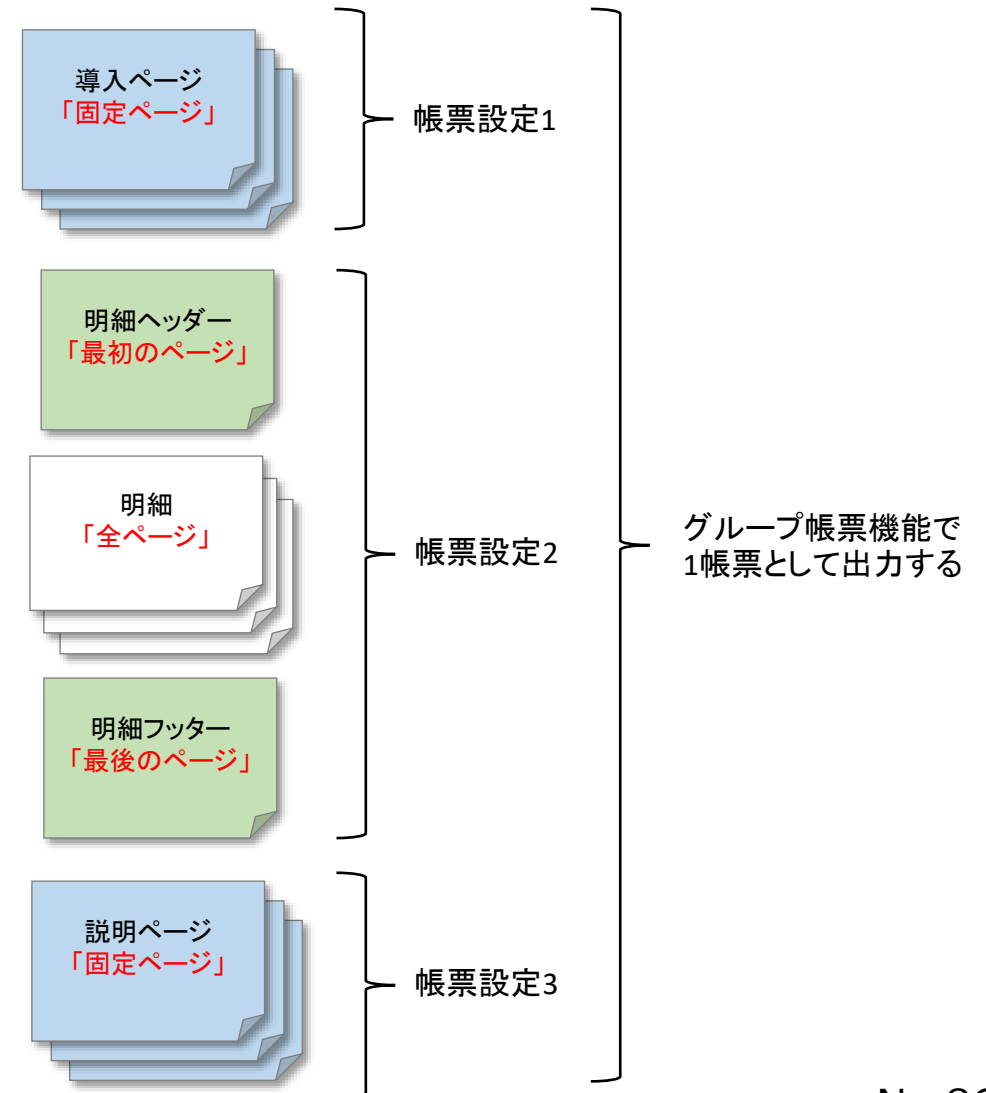 導入ページ
「固定ページ」
帳票設定1
明細ヘッダー
「最初のページ」
明細
「全ページ」
帳票設定2
グループ帳票機能で
1帳票として出力する
明細フッター
「最後のページ」
説明ページ
「固定ページ」
帳票設定3